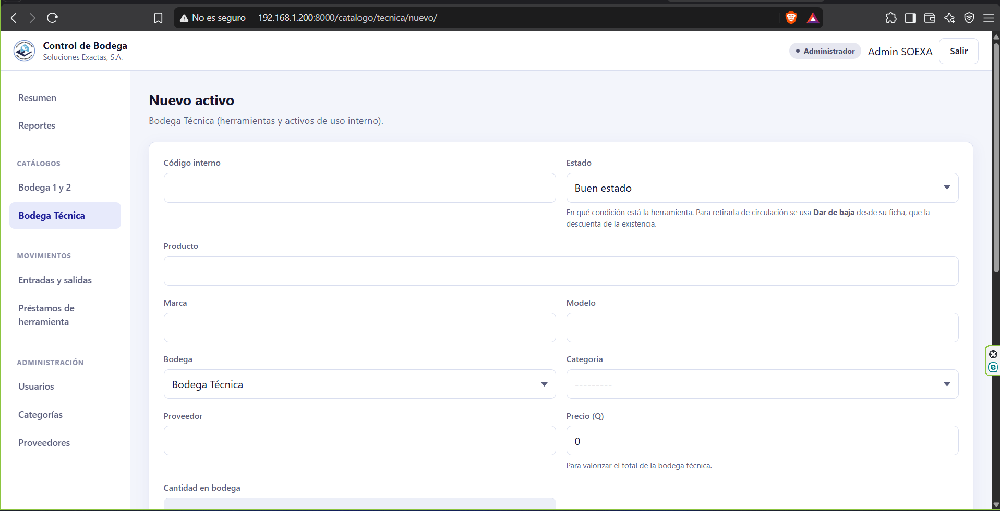 No es seguro 192.168.1.200:8000/catalogo/tecnica/nuevo/
Control de Bodega
Soluciones Exactas, S.A.
Administrador
Admin SOEXA
Salir
Resumen
Reportes
CATÁLOGOS
Bodega 1 y 2
Bodega Técnica
MOVIMIENTOS
Entradas y salidas
Préstamos de
herramienta
ADMINISTRACIÓN
Usuarios
Categorías
Proveedores
Nuevo activo
Bodega Técnica (herramientas y activos de uso interno).
Código interno
Estado
Buen estado
En qué condición está la herramienta. Para retirarla de circulación se usa Dar de baja desde su ficha, que la
descuenta de la existencia.
Producto
Marca
Modelo
Bodega
Bodega Técnica
Categoría
---------
Proveedor
Precio (Q)
0
Para valorizar el total de la bodega técnica.
Cantidad en bodega